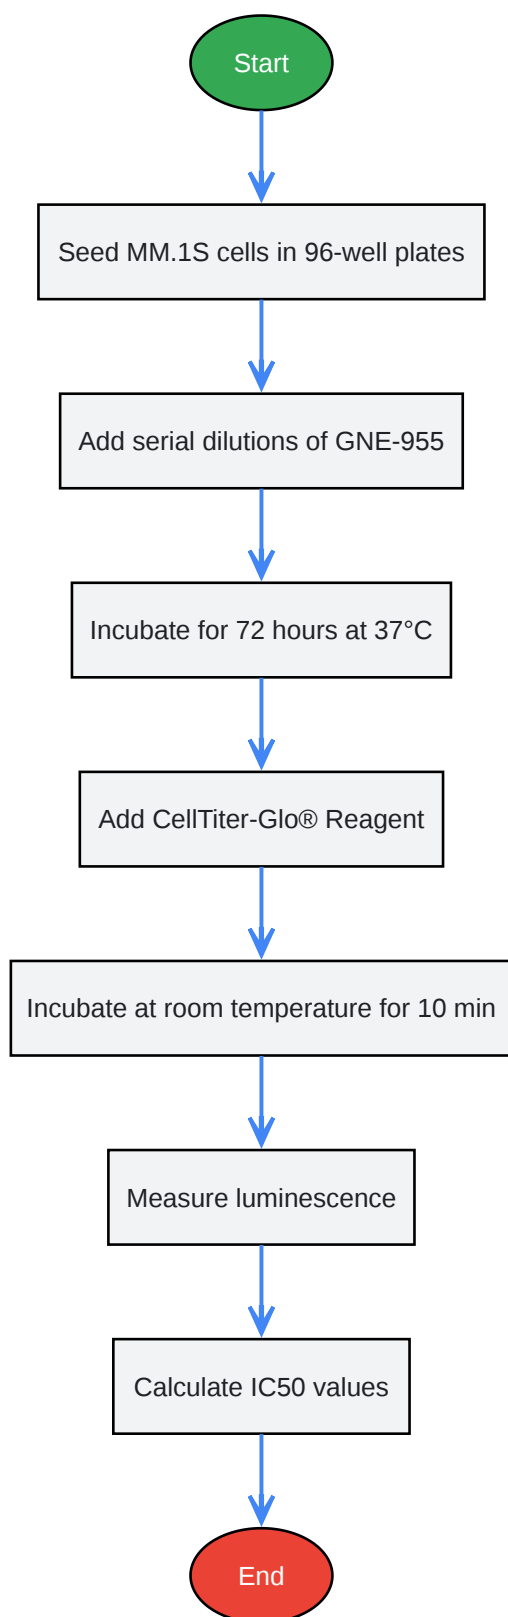 Start
Seed MM.1S cells in 96-well plates
Add serial dilutions of GNE-955
Incubate for 72 hours at 37°C
Add CellTiter-Glo® Reagent
Incubate at room temperature for 10 min
Measure luminescence
Calculate IC50 values
End